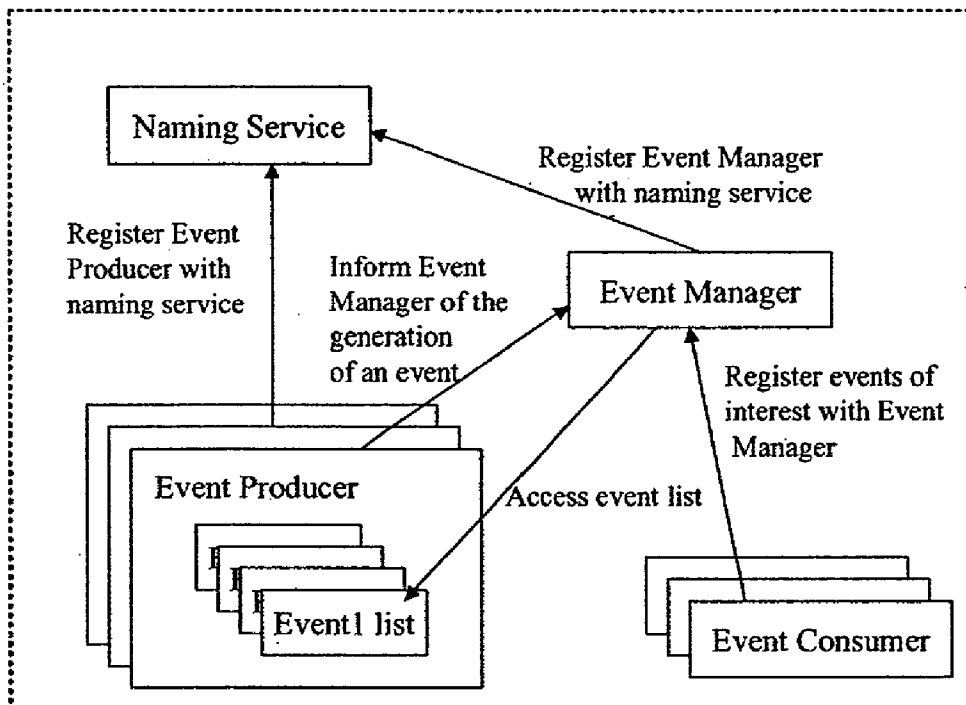 Naming Service
Register Event Manager
with naming service
Register Event
Producer with
naming service
Inform Event
Manager of the
generation
of an event
Event Manager
Register events of
interest with Event
Manager
Event Producer
Access event list
Event1 list
Event Consumer